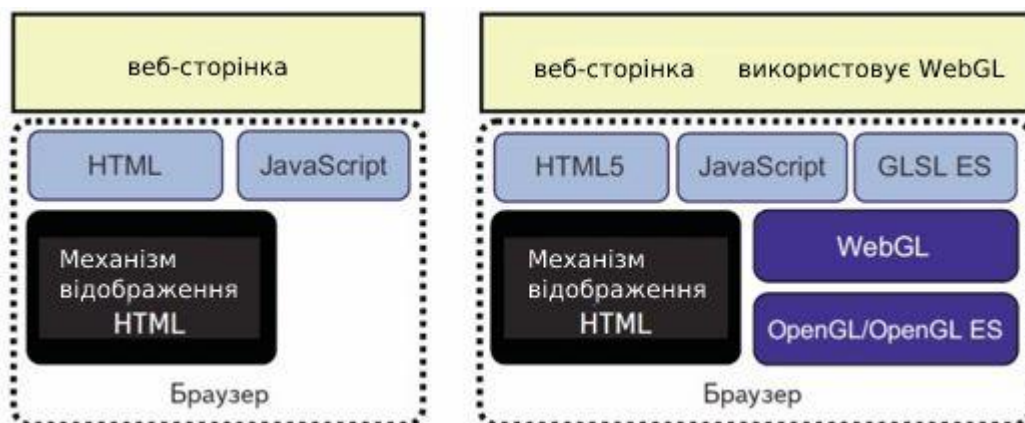 веб-сторінка
HTML
JavaScript
Механізм
відображення
HTML
Браузер
веб-сторінка використовує WebGL
HTML5
JavaScript
GLSL ES
Механізм
відображення
HTML
WebGL
OpenGL/OpenGL ES
Браузер